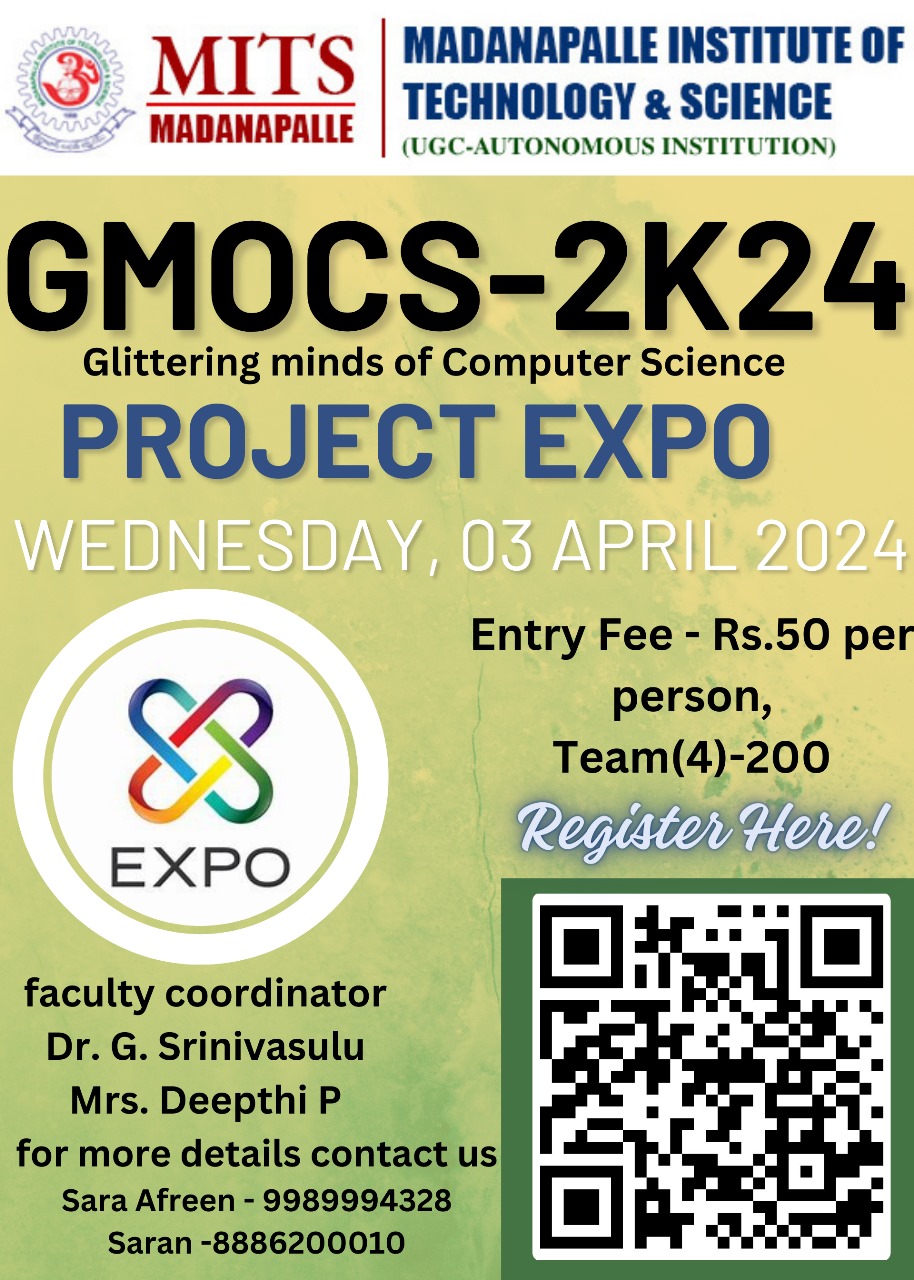 MITS
MADANAPALLE
MADANAPALLE INSTITUTE OF
TECHNOLOGY & SCIENCE
(UGC-AUTONOMOUS INSTITUTION)
GMOCS-2K24
Glittering minds of Computer Science
PROJECT EXPO
WEDNESDAY, 03 APRIL 2024
Entry Fee - Rs.50 per
person,
Team(4)-200
Register Here!
EXPO
faculty coordinator
Dr. G. Srinivasulu
Mrs. Deepthi P
for more details contact us
Sara Afreen - 9989994328
Saran -8886200010